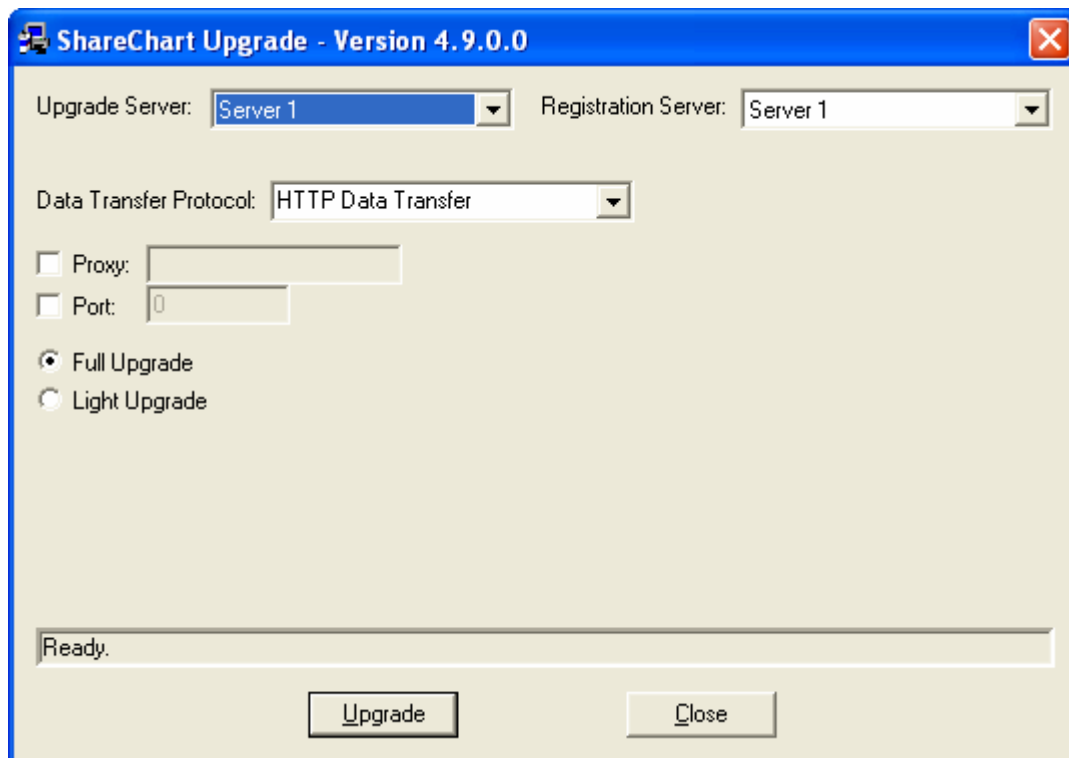 ShareChart Upgrade - Version 4.9.0.0
Upgrade Server: Server 1 Registration Server: Server 1
Data Transfer Protocol: HTTP Data Transfer
Proxy:
Port: 0
Full Upgrade
Light Upgrade
Ready.
Upgrade Close